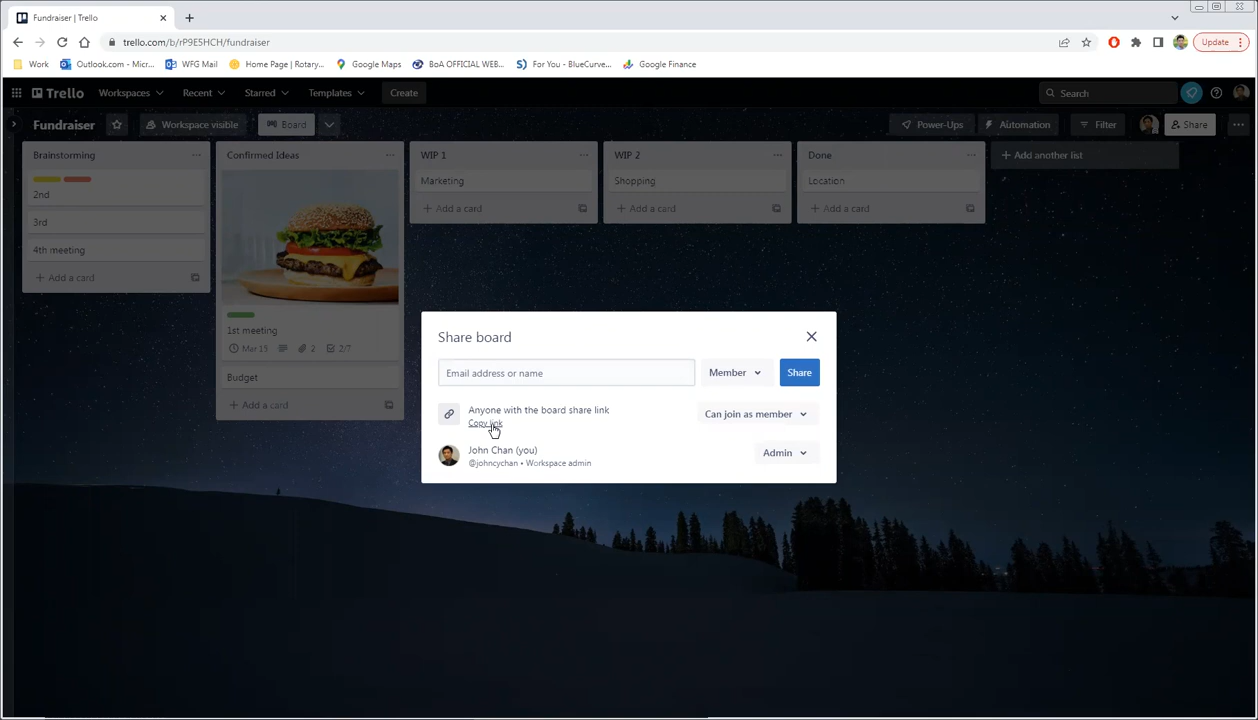 Fundraiser | Trello
trello.com/b/rP9E5HCH/fundraiser
Update
Work
Outlook.com - Micr...
WFG Mail
Home Page | Rotary...
Google Maps
BoA OFFICIAL WEB...
For You - BlueCurve...
Google Finance
Trello
Workspaces
Recent
Starred
Templates
Create
Search
Fundraiser
Workspace visible
Board
Power-Ups
Automation
Filter
Share
Brainstorming
2nd
3rd
4th meeting
+ Add a card
Confirmed Ideas
1st meeting
Mar 15
2
2/7
Budget
+ Add a card
WIP 1
Marketing
+ Add a card
WIP 2
Shopping
+ Add a card
Done
Location
+ Add a card
+ Add another list
Share board
Email address or name
Member
Share
Anyone with the board share link
Copy link
Can join as member
John Chan (you)
@johncychan • Workspace admin
Admin